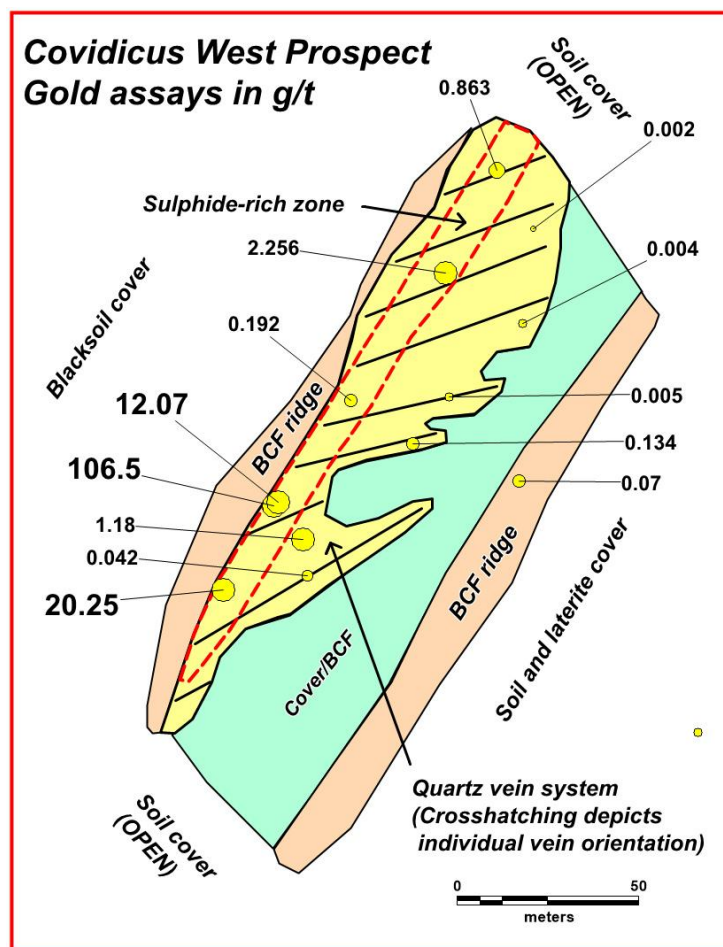 Covidicus West Prospect
Gold assays in g/t
Soil cover
(OPEN)
0.863
0.002
Sulphide-rich zone
2.256
0.004
Blacksoil cover
0.192
12.07
BCF ridge
0.005
106.5
0.134
0.07
1.18
0.042
20.25
BCF ridge
Soil and laterite cover
Cover/BCF
Quartz vein system
(Crosshatching depicts
individual vein orientation)
Soil cover
(OPEN)
0
50
meters